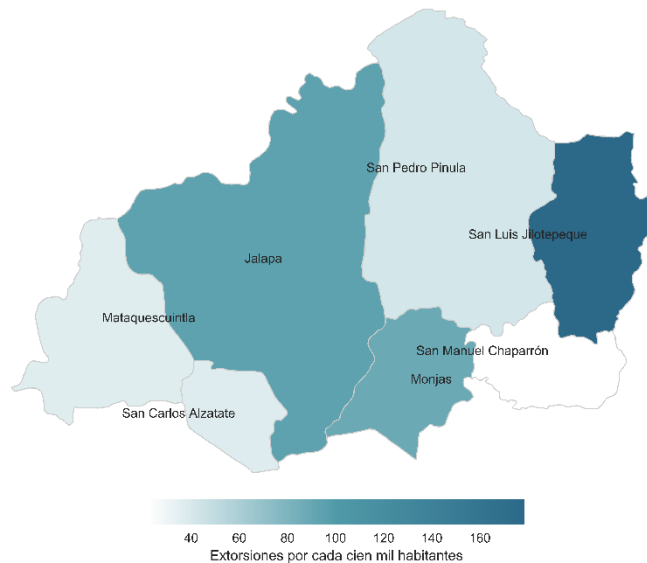 San Pedro Pinula
San Luis Jilotepeque
Jalapa
Mataquescuintla
San Manuel Chaparrón
Monjas
San Carlos Alzatate
40 60 80 100 120 140 160
Extorsiones por cada cien mil habitantes